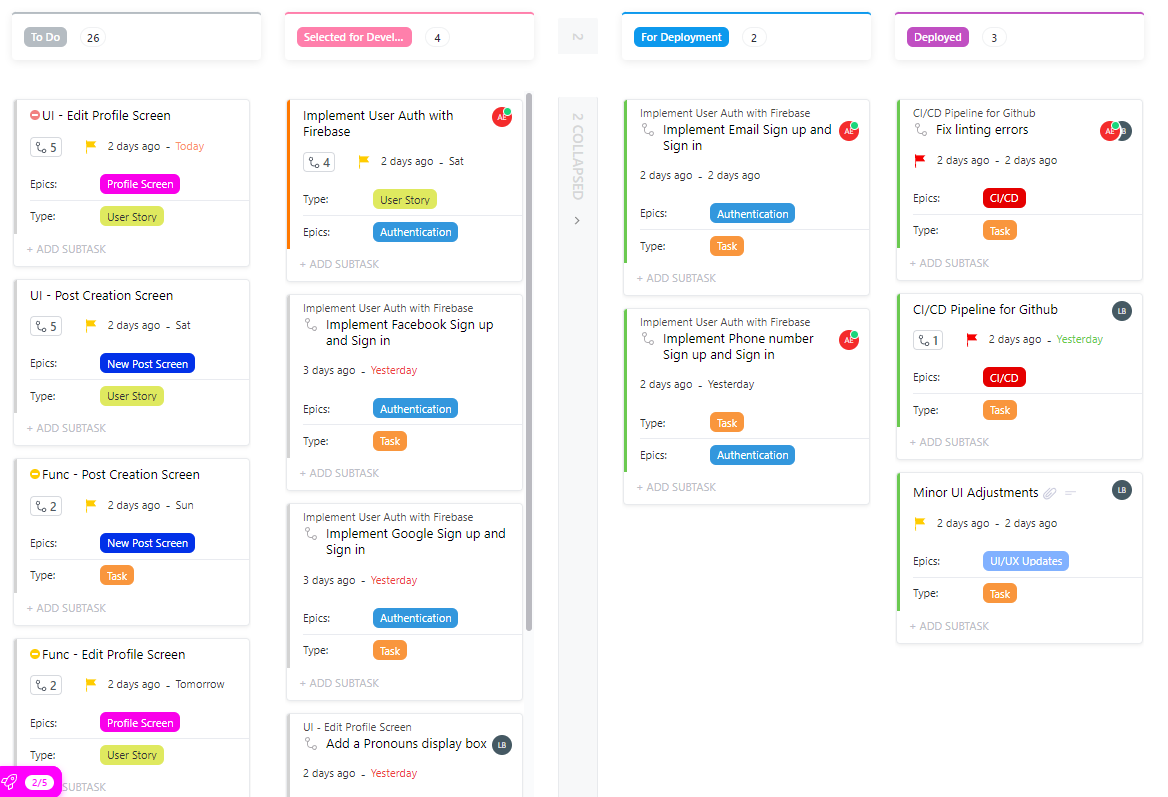 To Do 26
UI - Edit Profile Screen
5 2 days ago - Today
Epics: Profile Screen
Type: User Story
+ ADD SUBTASK
UI - Post Creation Screen
5 2 days ago - Sat
Epics: New Post Screen
Type: User Story
+ ADD SUBTASK
Func - Post Creation Screen
2 2 days ago - Sun
Epics: New Post Screen
Type: Task
+ ADD SUBTASK
Func - Edit Profile Screen
2 2 days ago - Tomorrow
Epics: Profile Screen
Type: User Story
SUBTASK
2/5
Selected for Devel... 4
Implement User Auth with
Firebase
AE
4 2 days ago - Sat
Type: User Story
Epics: Authentication
+ ADD SUBTASK
Implement User Auth with Firebase
Implement Facebook Sign up
and Sign in
3 days ago - Yesterday
Epics: Authentication
Type: Task
+ ADD SUBTASK
Implement User Auth with Firebase
Implement Google Sign up and
Sign in
3 days ago - Yesterday
Epics: Authentication
Type: Task
+ ADD SUBTASK
UI - Edit Profile Screen
Add a Pronouns display box LB
2 days ago - Yesterday
2
2 COLLAPSED
For Deployment 2
Implement User Auth with Firebase
Implement Email Sign up and
Sign in
AE
2 days ago - 2 days ago
Epics: Authentication
Type: Task
+ ADD SUBTASK
Implement User Auth with Firebase
Implement Phone number
Sign up and Sign in
AE
2 days ago - Yesterday
Type: Task
Epics: Authentication
+ ADD SUBTASK
Deployed 3
CI/CD Pipeline for Github
Fix linting errors AE B
2 days ago - 2 days ago
Epics: CI/CD
Type: Task
+ ADD SUBTASK
CI/CD Pipeline for Github LB
1 2 days ago - Yesterday
Epics: CI/CD
Type: Task
+ ADD SUBTASK
Minor UI Adjustments LB
2 days ago - 2 days ago
Epics: UI/UX Updates
Type: Task
+ ADD SUBTASK